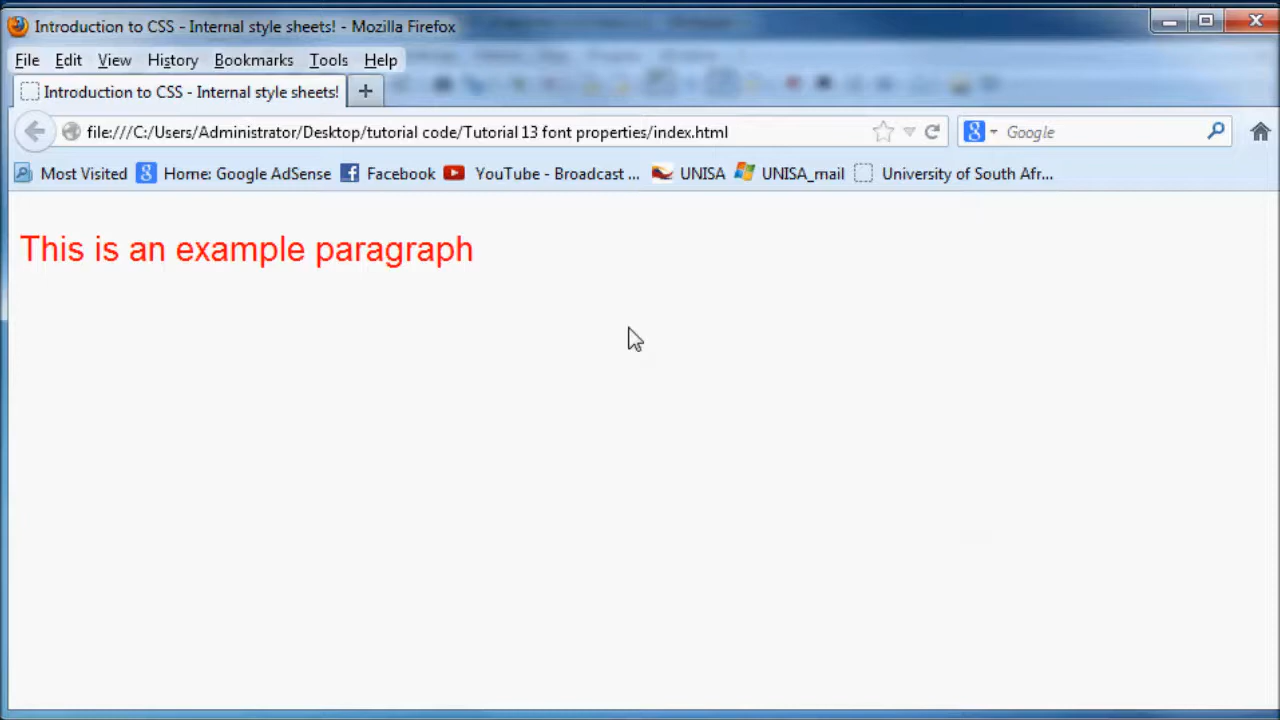 Introduction to CSS - Internal style sheets! - Mozilla Firefox
File Edit View History Bookmarks Tools Help
Introduction to CSS - Internal style sheets!
file:///C:/Users/Administrator/Desktop/tutorial code/Tutorial 13 font properties/index.html Google
Most Visited Home: Google AdSense Facebook YouTube - Broadcast ... UNISA UNISA_mail University of South Afr...
This is an example paragraph